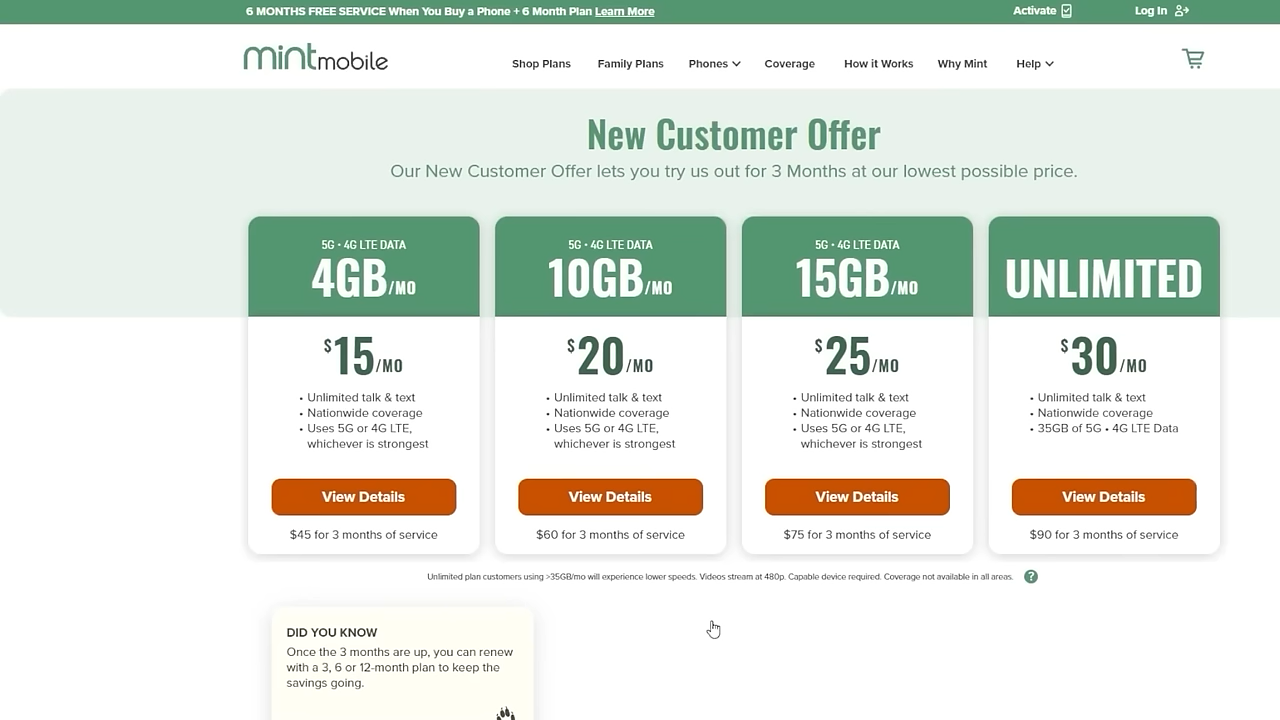 6 MONTHS FREE SERVICE When You Buy a Phone + 6 Month Plan Learn More
Activate
Log In
mintmobile
Shop Plans
Family Plans
Phones
Coverage
How it Works
Why Mint
Help
New Customer Offer
Our New Customer Offer lets you try us out for 3 Months at our lowest possible price.
5G • 4G LTE DATA
4GB/MO
$15/MO
• Unlimited talk & text
• Nationwide coverage
• Uses 5G or 4G LTE,
whichever is strongest
View Details
$45 for 3 months of service
5G • 4G LTE DATA
10GB/MO
$20/MO
• Unlimited talk & text
• Nationwide coverage
• Uses 5G or 4G LTE,
whichever is strongest
View Details
$60 for 3 months of service
5G • 4G LTE DATA
15GB/MO
$25/MO
• Unlimited talk & text
• Nationwide coverage
• Uses 5G or 4G LTE,
whichever is strongest
View Details
$75 for 3 months of service
UNLIMITED
$30/MO
• Unlimited talk & text
• Nationwide coverage
• 35GB of 5G • 4G LTE Data
View Details
$90 for 3 months of service
Unlimited plan customers using >35GB/mo will experience lower speeds. Videos stream at 480p. Capable device required. Coverage not available in all areas. ?
DID YOU KNOW
Once the 3 months are up, you can renew
with a 3, 6 or 12-month plan to keep the
savings going.